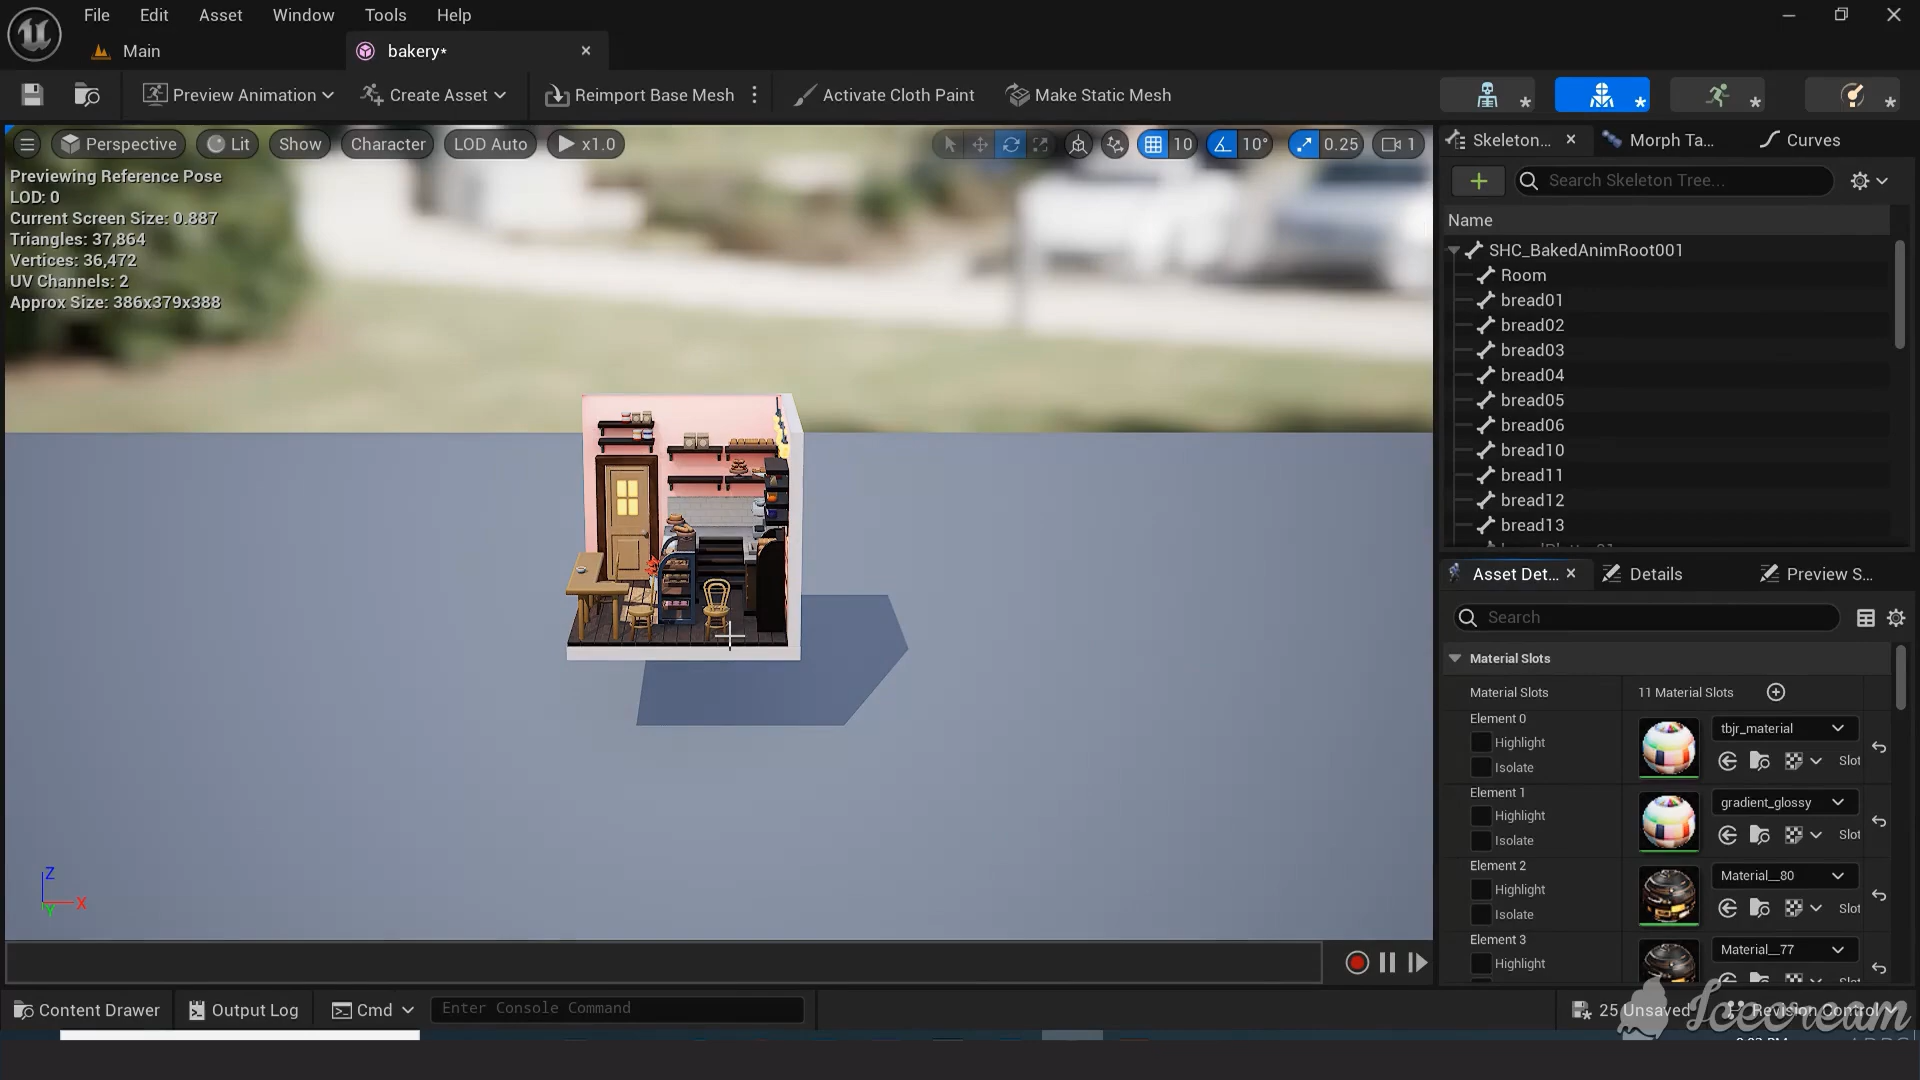 File Edit Asset Window Tools Help
Main
bakery*
Preview Animation
Create Asset
Reimport Base Mesh
Activate Cloth Paint
Make Static Mesh
Perspective Lit Show Character LOD Auto x1.0
10 10° 0.25 1
Previewing Reference Pose
LOD: 0
Current Screen Size: 0.887
Triangles: 37,864
Vertices: 36,472
UV Channels: 2
Approx Size: 386x379x388
Z
X
Y
Skeleton... Morph Ta... Curves
Search Skeleton Tree...
Name
SHC_BakedAnimRoot001
Room
bread01
bread02
bread03
bread04
bread05
bread06
bread10
bread11
bread12
bread13
Asset Det... Details Preview S...
Search
Material Slots
Material Slots 11 Material Slots
Element 0
Highlight
Isolate
tbjr_material
Slot
Element 1
Highlight
Isolate
gradient_glossy
Slot
Element 2
Highlight
Isolate
Material__80
Slot
Element 3
Highlight
Material__77
Content Drawer Output Log Cmd Enter Console Command
25 Unsaved Revision Control
Icecream